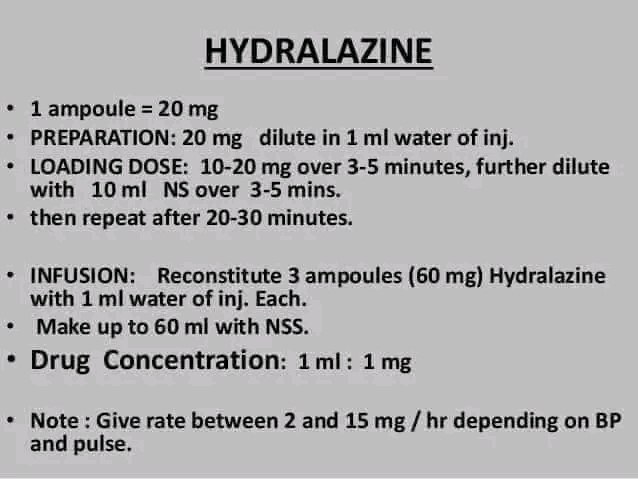 HYDRALAZINE
• 1 ampoule = 20 mg
• PREPARATION: 20 mg dilute in 1 ml water of inj.
• LOADING DOSE: 10-20 mg over 3-5 minutes, further dilute
with 10 ml NS over 3-5 mins.
• then repeat after 20-30 minutes.
• INFUSION: Reconstitute 3 ampoules (60 mg) Hydralazine
with 1 ml water of inj. Each.
• Make up to 60 ml with NSS.
• Drug Concentration: 1 ml : 1 mg
• Note : Give rate between 2 and 15 mg / hr depending on BP
and pulse.